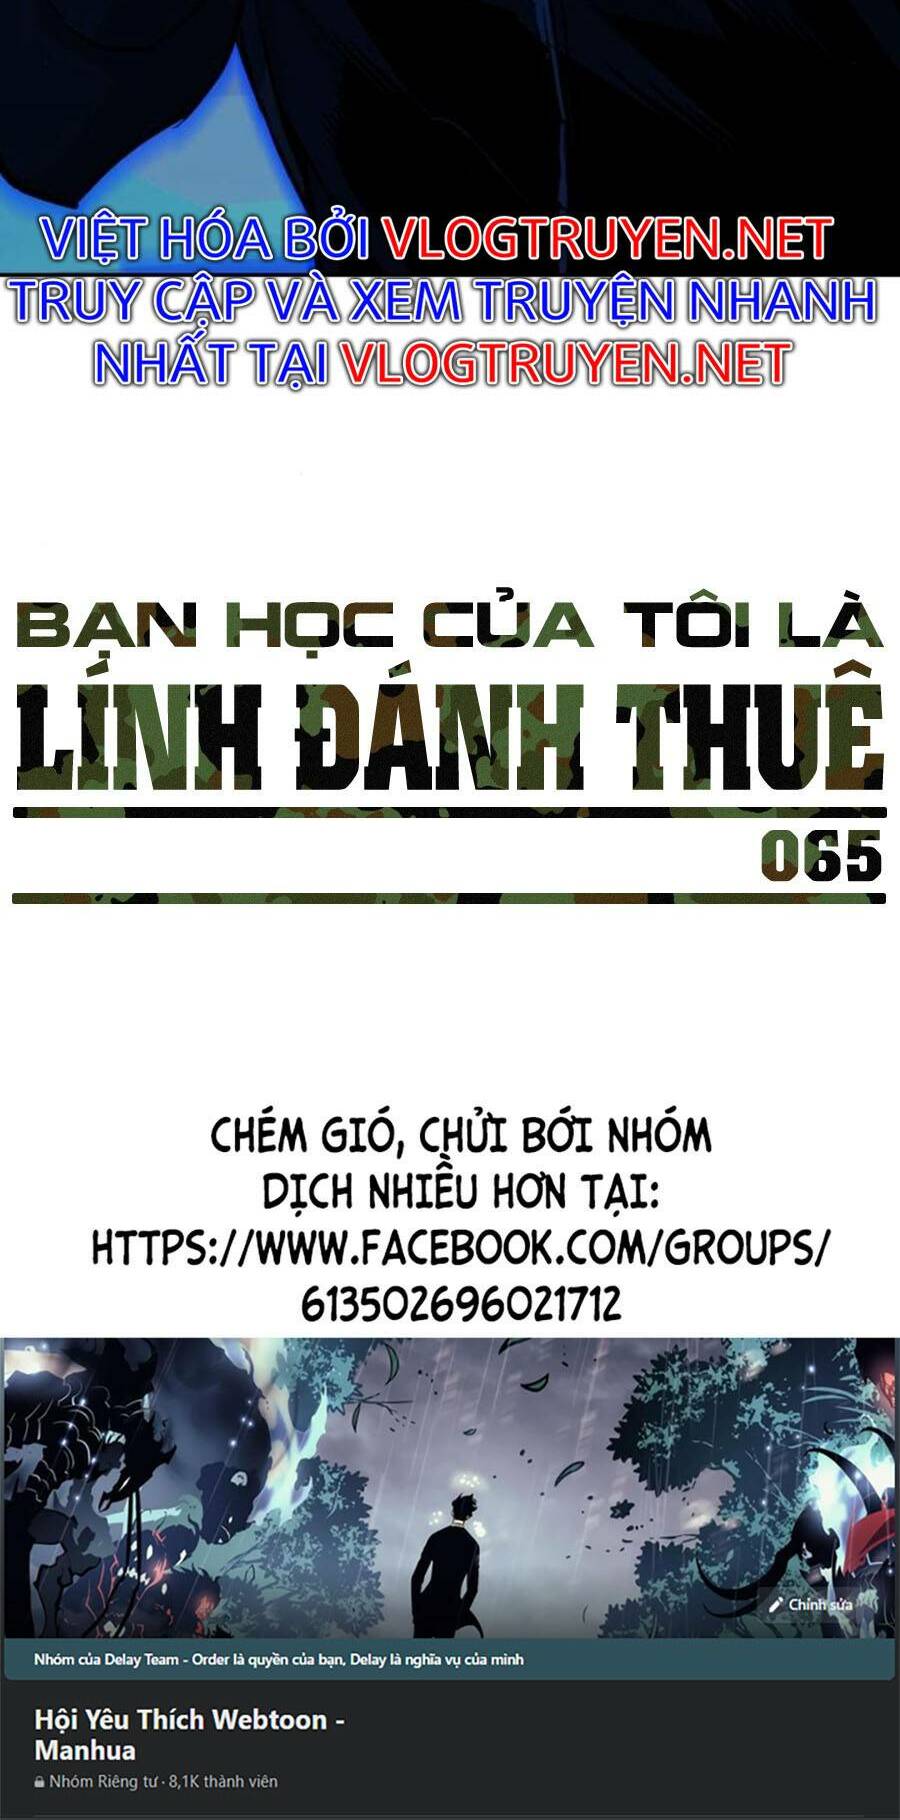 VIỆT HÓA BỞI VLOGTRUYEN.NET
TRUY CẬP VÀ XEM TRUYỆN NHANH
NHẤT TẠI VLOGTRUYEN.NET
BẠN HỌC CỦA TÔI LÀ
LÍNH ĐÁNH THUÊ
065
CHÉM GIÓ, CHỬI BỚI NHÓM
DỊCH NHIỀU HƠN TẠI:
HTTPS://WWW.FACEBOOK.COM/GROUPS/
613502696021712
Chỉnh sửa
Nhóm của Delay Team - Order là quyền của bạn, Delay là nghĩa vụ của mình
Hội Yêu Thích Webtoon -
Manhua
Nhóm Riêng tư · 8,1K thành viên